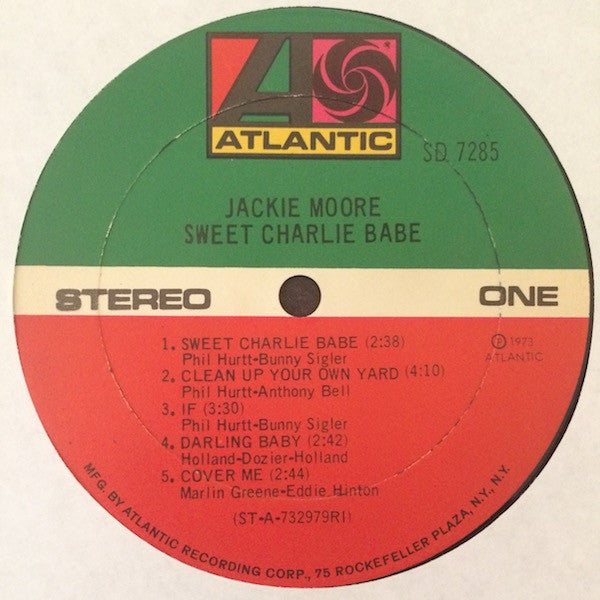 A
ATLANTIC
SD 7285
JACKIE MOORE
SWEET CHARLIE BABE
STEREO
ONE
1. SWEET CHARLIE BABE (2:38)
Phil Hurtt-Bunny Sigler
2. CLEAN UP YOUR OWN YARD (4:10)
Phil Hurtt-Anthony Bell
3. IF (3:30)
Phil Hurtt-Bunny Sigler
4. DARLING BABY (2:42)
Holland-Dozier-Holland
5. COVER ME (2:44)
Marlin Greene-Eddie Hinton
(ST-A-732979RI)
℗ 1973
ATLANTIC
MFG. BY ATLANTIC RECORDING CORP., 75 ROCKEFELLER PLAZA, N.Y., N.Y.